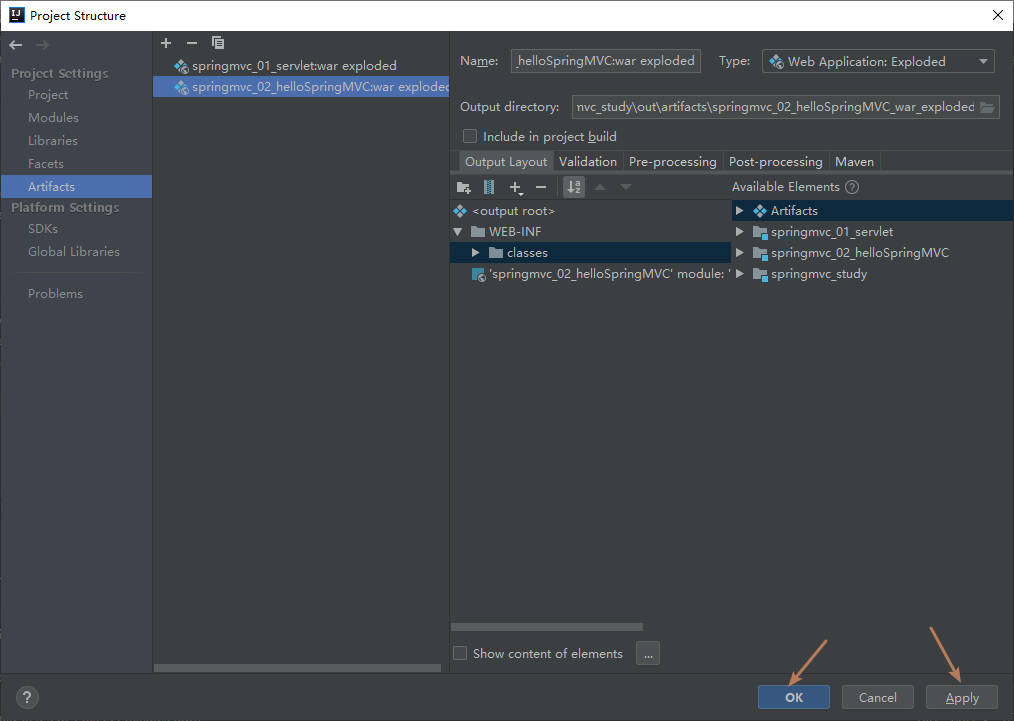 Project Structure
Project Settings
Project
Modules
Libraries
Facets
Artifacts
Platform Settings
SDKs
Global Libraries
Problems
springmvc_01_servlet:war exploded
springmvc_02_helloSpringMVC:war exploded
Name: _helloSpringMVC:war exploded Type: Web Application: Exploded
Output directory: nvc_study\out\artifacts\springmvc_02_helloSpringMVC_war_exploded
Include in project build
Output Layout Validation Pre-processing Post-processing Maven
Available Elements ?
<output root>
WEB-INF
classes
'springmvc_02_helloSpringMVC' module: '
Artifacts
springmvc_01_servlet
springmvc_02_helloSpringMVC
springmvc_study
Show content of elements ...
? OK Cancel Apply